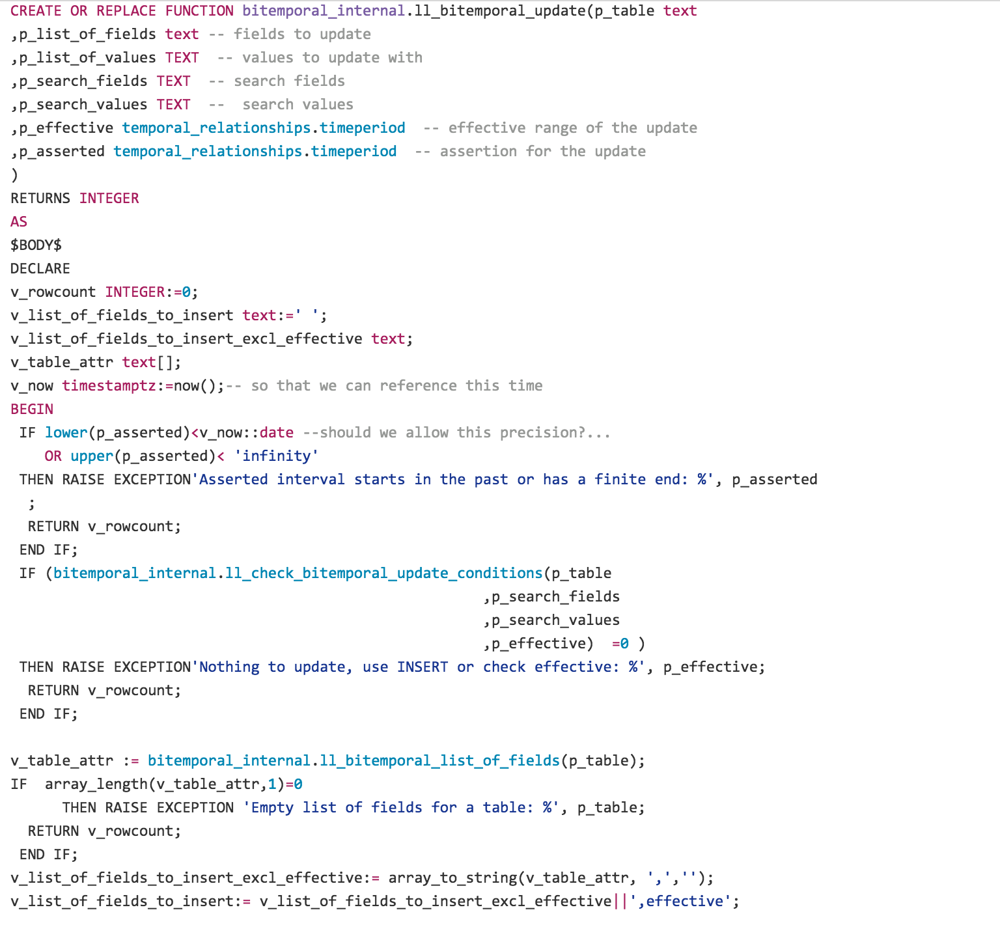 CREATE OR REPLACE FUNCTION bitemporal_internal.ll_bitemporal_update(p_table text
,p_list_of_fields text -- fields to update
,p_list_of_values TEXT  -- values to update with
,p_search_fields TEXT  -- search fields
,p_search_values TEXT  --  search values
,p_effective temporal_relationships.timeperiod  -- effective range of the update
,p_asserted temporal_relationships.timeperiod  -- assertion for the update
)
RETURNS INTEGER
AS
$BODY$
DECLARE
v_rowcount INTEGER:=0;
v_list_of_fields_to_insert text:=' ';
v_list_of_fields_to_insert_excl_effective text;
v_table_attr text[];
v_now timestamptz:=now();-- so that we can reference this time
BEGIN
 IF lower(p_asserted)<v_now::date --should we allow this precision?...
    OR upper(p_asserted)< 'infinity'
 THEN RAISE EXCEPTION'Asserted interval starts in the past or has a finite end: %', p_asserted
  ;
  RETURN v_rowcount;
 END IF;
 IF (bitemporal_internal.ll_check_bitemporal_update_conditions(p_table
                                                       ,p_search_fields
                                                       ,p_search_values
                                                       ,p_effective)  =0 )
 THEN RAISE EXCEPTION'Nothing to update, use INSERT or check effective: %', p_effective;
  RETURN v_rowcount;
 END IF;

v_table_attr := bitemporal_internal.ll_bitemporal_list_of_fields(p_table);
IF  array_length(v_table_attr,1)=0
      THEN RAISE EXCEPTION 'Empty list of fields for a table: %', p_table;
  RETURN v_rowcount;
 END IF;
v_list_of_fields_to_insert_excl_effective:= array_to_string(v_table_attr, ',','');
v_list_of_fields_to_insert:= v_list_of_fields_to_insert_excl_effective||',effective';